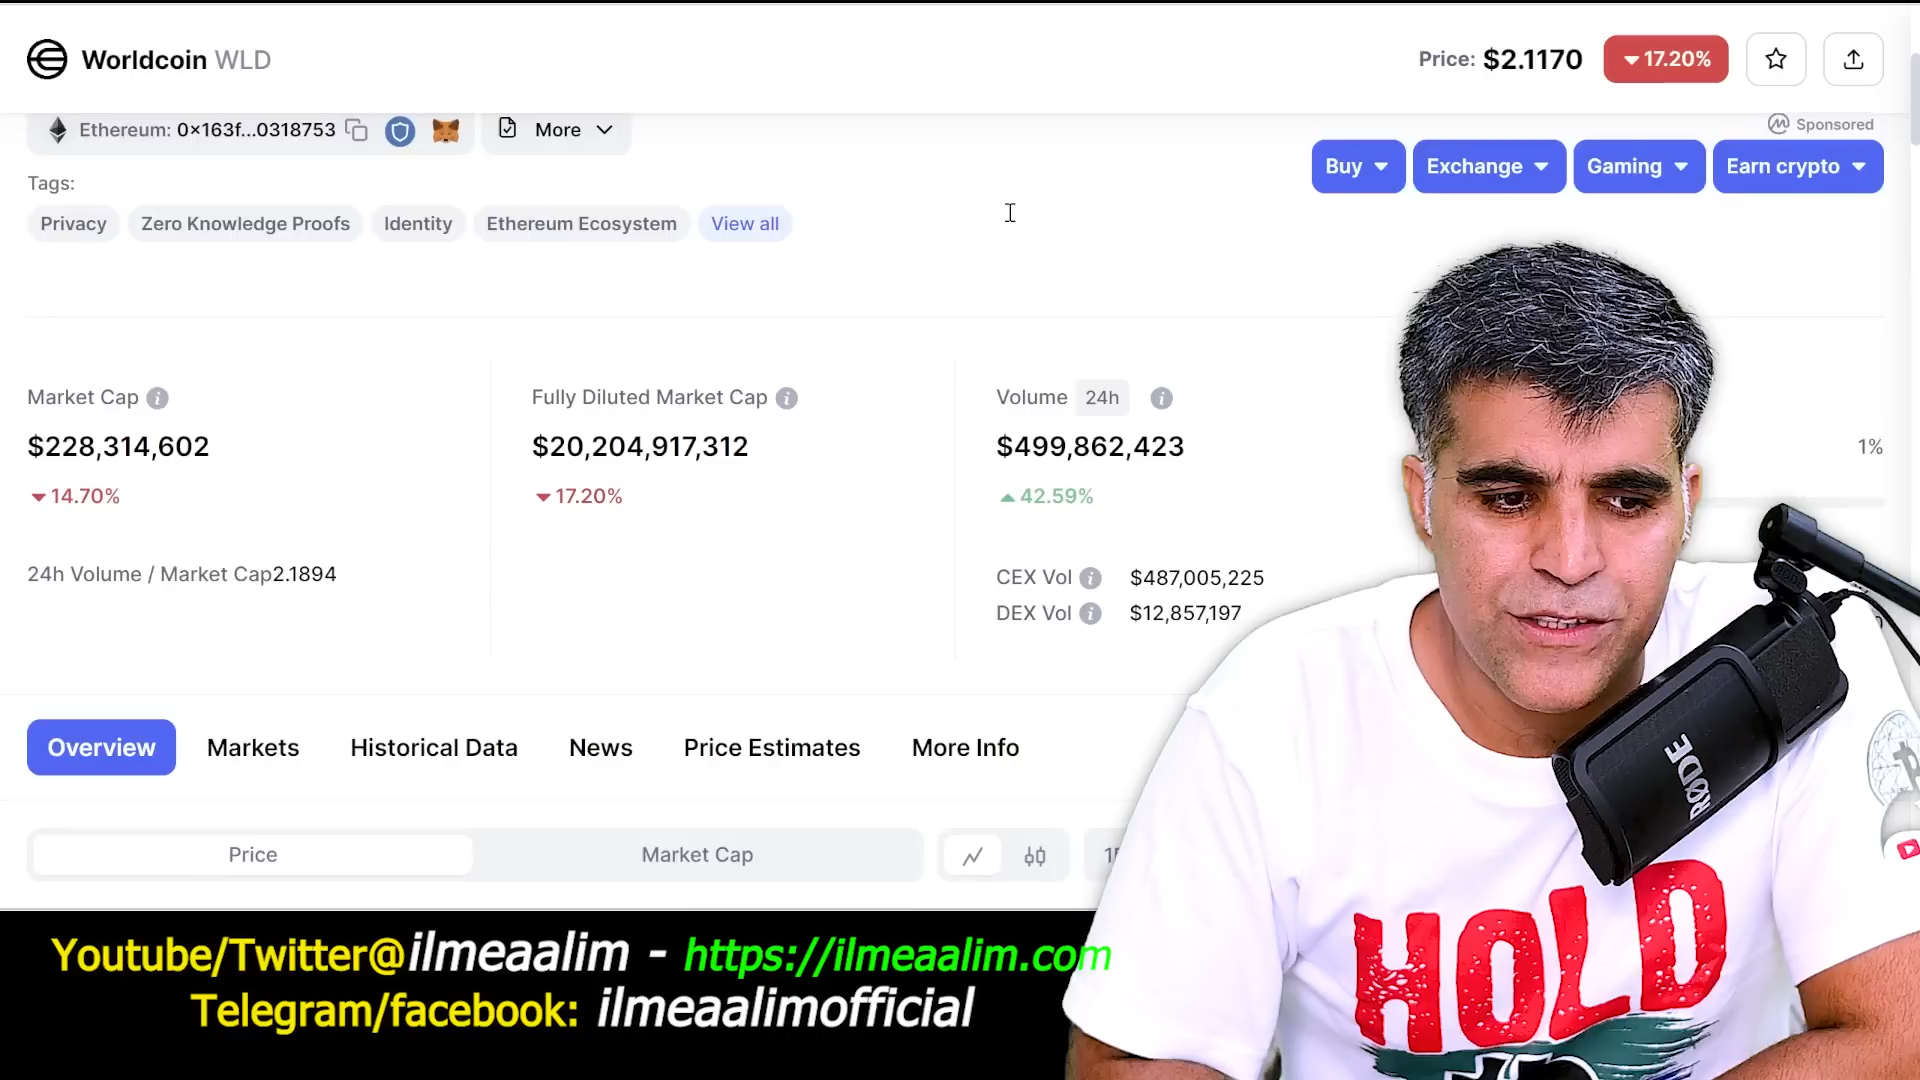 Worldcoin WLD
Price: $2.1170 17.20%
Ethereum: 0x163f...0318753 More
Sponsored
Buy Exchange Gaming Earn crypto
Tags:
Privacy Zero Knowledge Proofs Identity Ethereum Ecosystem View all
Market Cap Fully Diluted Market Cap Volume 24h
$228,314,602 $20,204,917,312 $499,862,423 1%
14.70% 17.20% 42.59%
24h Volume / Market Cap2.1894
CEX Vol $487,005,225
DEX Vol $12,857,197
Overview Markets Historical Data News Price Estimates More Info
Price Market Cap
RØDE
HOLD
Youtube/Twitter@ilmeaalim - https://ilmeaalim.com
Telegram/facebook: ilmeaalimofficial